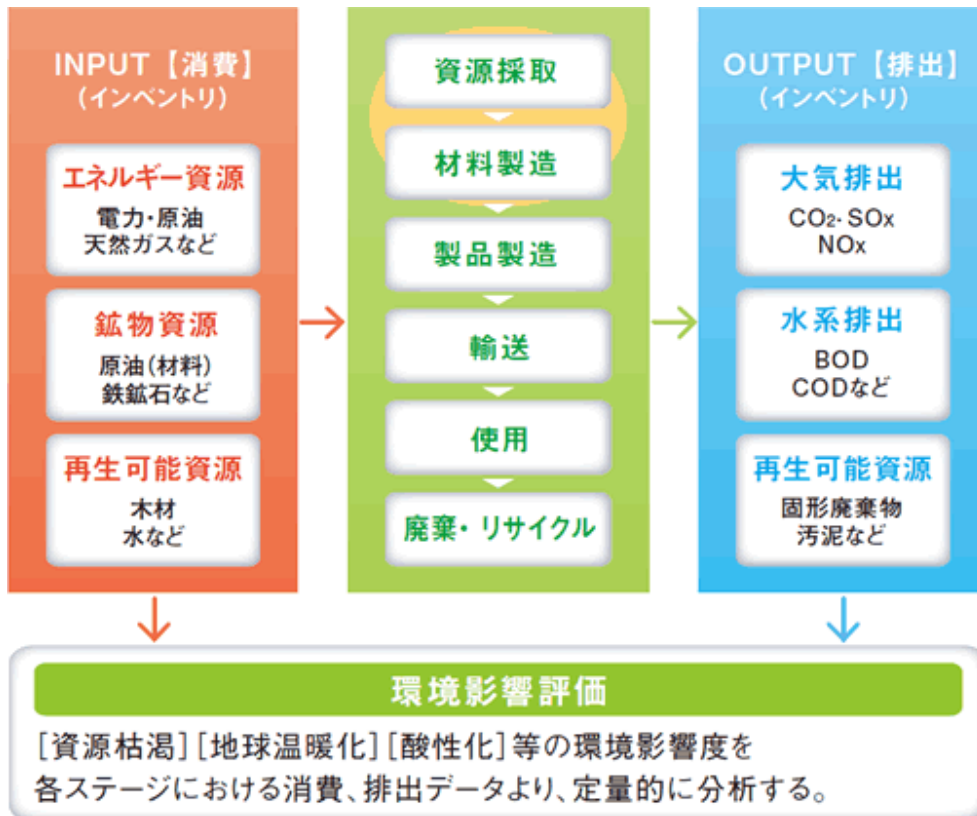 INPUT【消費】
(インベントリ)
エネルギー資源
電力・原油
天然ガスなど
鉱物資源
原油(材料)
鉄鉱石など
再生可能資源
木材
水など
資源採取
材料製造
製品製造
輸送
使用
廃棄・リサイクル
OUTPUT【排出】
(インベントリ)
大気排出
CO₂・SOx
NOx
水系排出
BOD
CODなど
再生可能資源
固形廃棄物
汚泥など
環境影響評価
[資源枯渇][地球温暖化][酸性化]等の環境影響度を
各ステージにおける消費、排出データより、定量的に分析する。